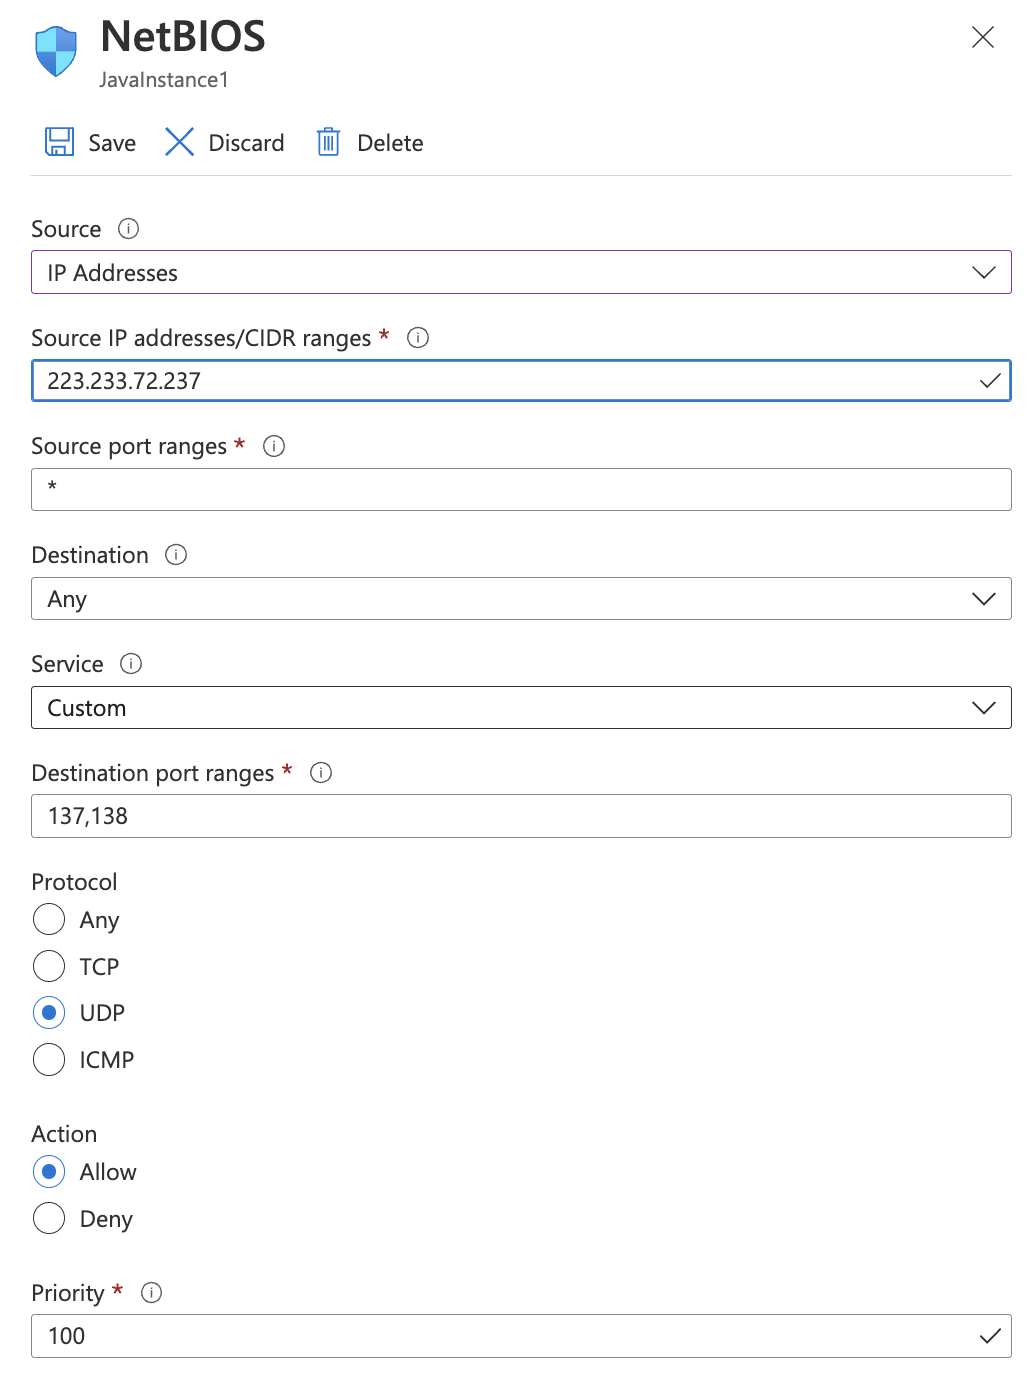 NetBIOS
JavaInstance1
Save Discard Delete
Source
IP Addresses
Source IP addresses/CIDR ranges *
223.233.72.237
Source port ranges *
*
Destination
Any
Service
Custom
Destination port ranges *
137,138
Protocol
Any
TCP
UDP
ICMP
Action
Allow
Deny
Priority *
100